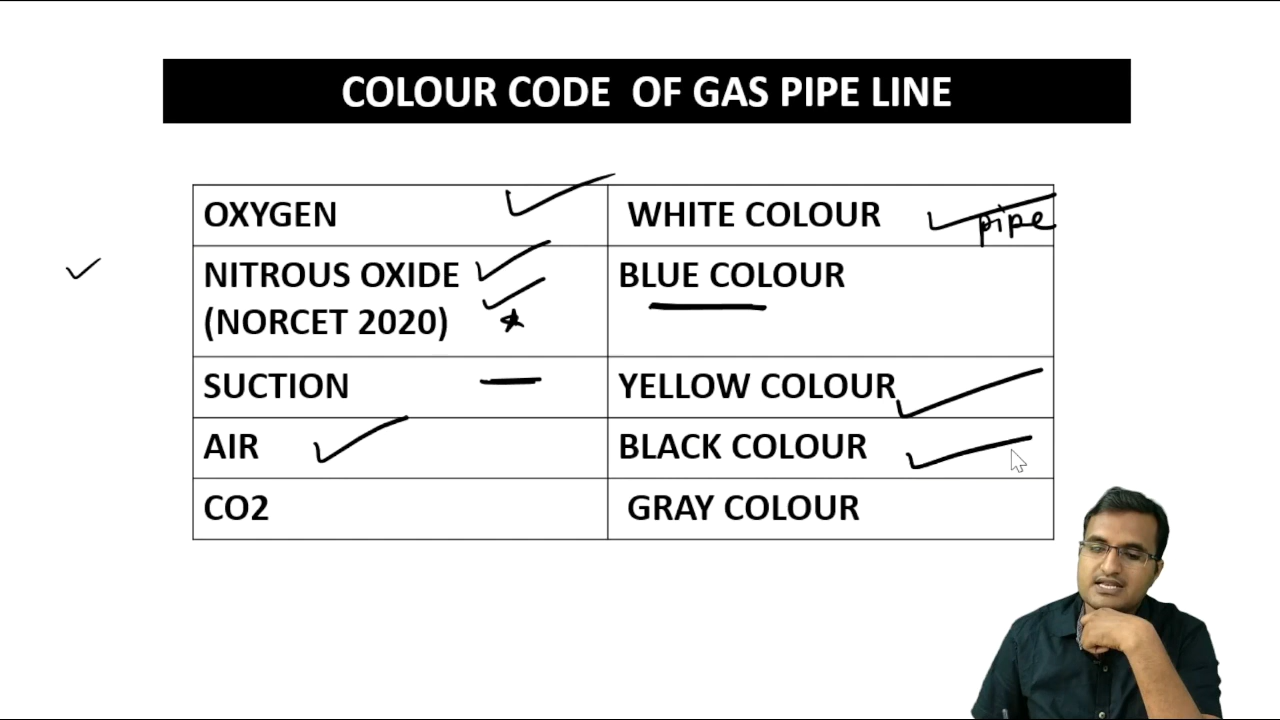 COLOUR CODE OF GAS PIPE LINE
OXYGEN WHITE COLOUR pipe
NITROUS OXIDE BLUE COLOUR
(NORCET 2020)
SUCTION YELLOW COLOUR
AIR BLACK COLOUR
CO2 GRAY COLOUR